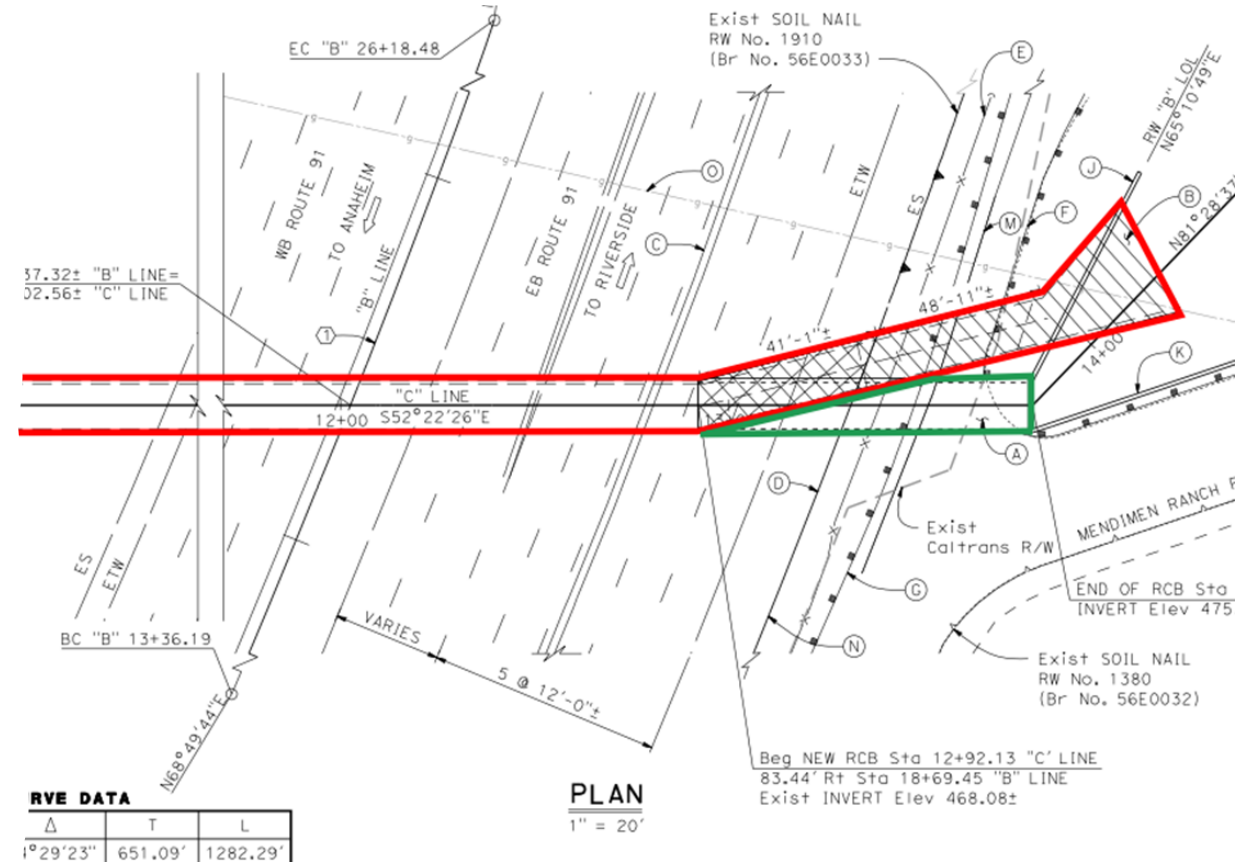 Exist SOIL NAIL
RW No. 1910
(Br No. 56E0033)
EC "B" 26+18.48
E
RW "B" LOL
N65°10'49"E
WB ROUTE 91
TO ANAHEIM
"B" LINE
EB ROUTE 91
TO RIVERSIDE
O
C
ETW
ES
M
F
J
B
N81°28'37"
37.32± "B" LINE=
02.56± "C" LINE
1
41'-1"±
48'-11"±
14+00
K
"C" LINE
12+00 S52°22'26"E
A
D
ES
ETW
Exist
Caltrans R/W
MENDIMEN RANCH
G
END OF RCB Sta
INVERT Elev 475
BC "B" 13+36.19
VARIES
5 @ 12'-0"±
N
Exist SOIL NAIL
RW No. 1380
(Br No. 56E0032)
N68°49'44"E
Beg NEW RCB Sta 12+92.13 "C' LINE
83.44' Rt Sta 18+69.45 "B" LINE
Exist INVERT Elev 468.08±
PLAN
1" = 20'
RVE DATA
Δ T L
°29'23" 651.09' 1282.29'